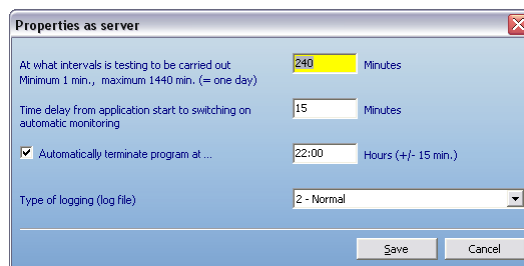 Properties as server
At what intervals is testing to be carried out
Minimum 1 min., maximum 1440 min. (= one day)
240
Minutes
Time delay from application start to switching on
automatic monitoring
15
Minutes
Automatically terminate program at ...
22:00
Hours (+/- 15 min.)
Type of logging (log file)
2 - Normal
Save
Cancel